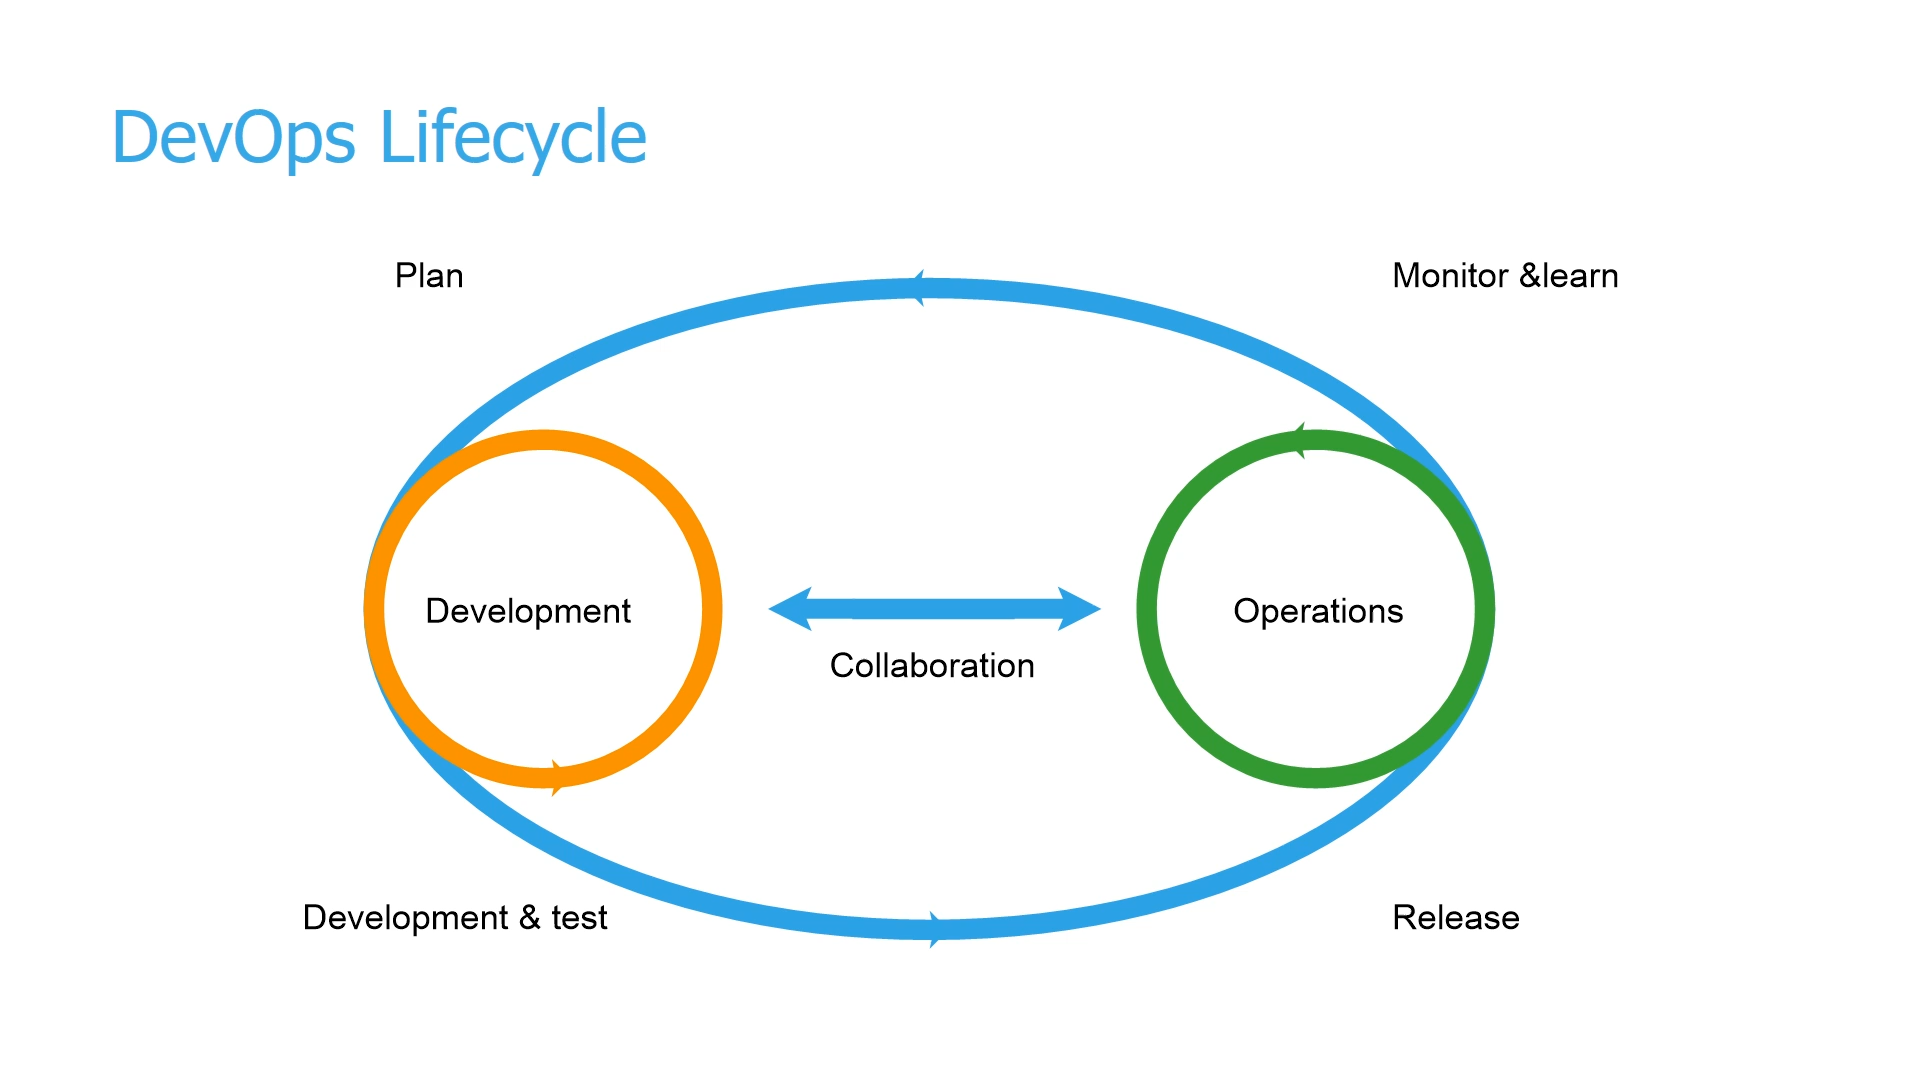 DevOps Lifecycle
Plan
Monitor &learn
Development
Operations
Collaboration
Development & test
Release